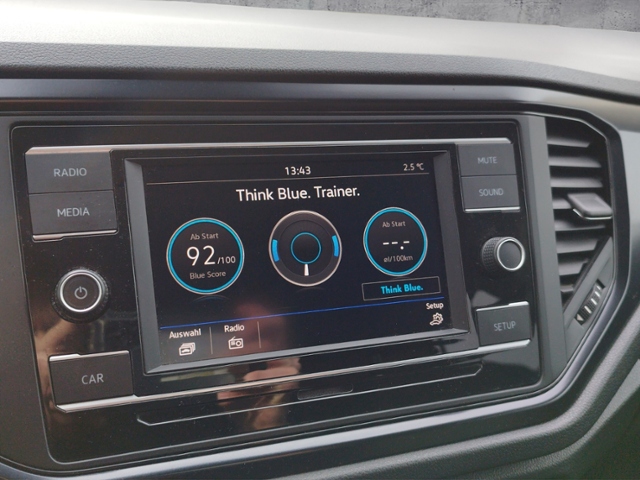 RADIO
MEDIA
CAR
MUTE
SOUND
SETUP
13:43
2.5 °C
Think Blue. Trainer.
Ab Start
92/100
Blue Score
Ab Start
--.-
øl/100km
Think Blue.
Auswahl
Radio
Setup